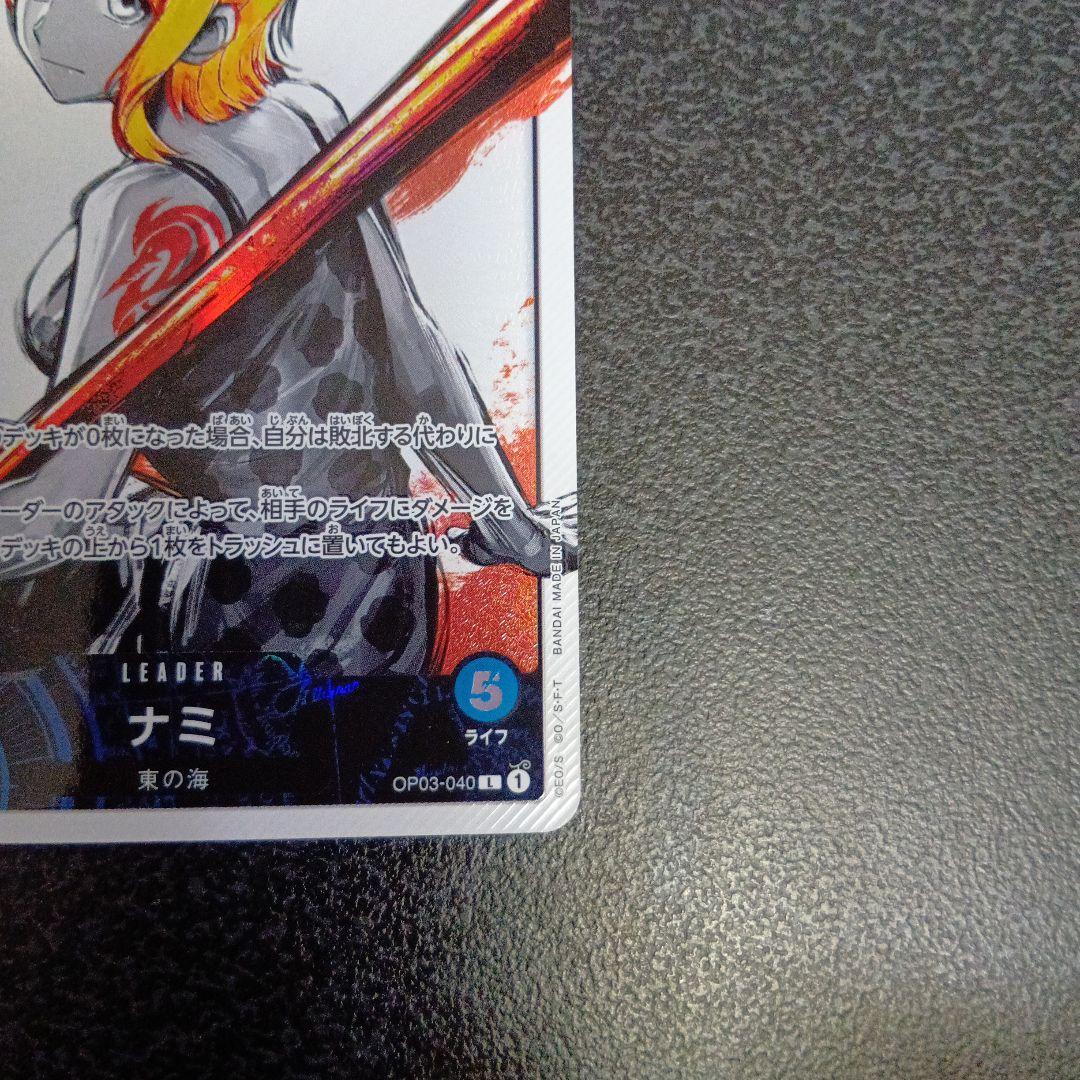 デッキが0枚になった場合、自分は敗北する代わりに
ーダーのアタックによって、相手のライフにダメージを
デッキの上から1枚をトラッシュに置いてもよい。
LEADER
ナミ
東の海
5
ライフ
OP03-040 L 1
©EO/S ©O/S・F・T BANDAI MADE IN JAPAN